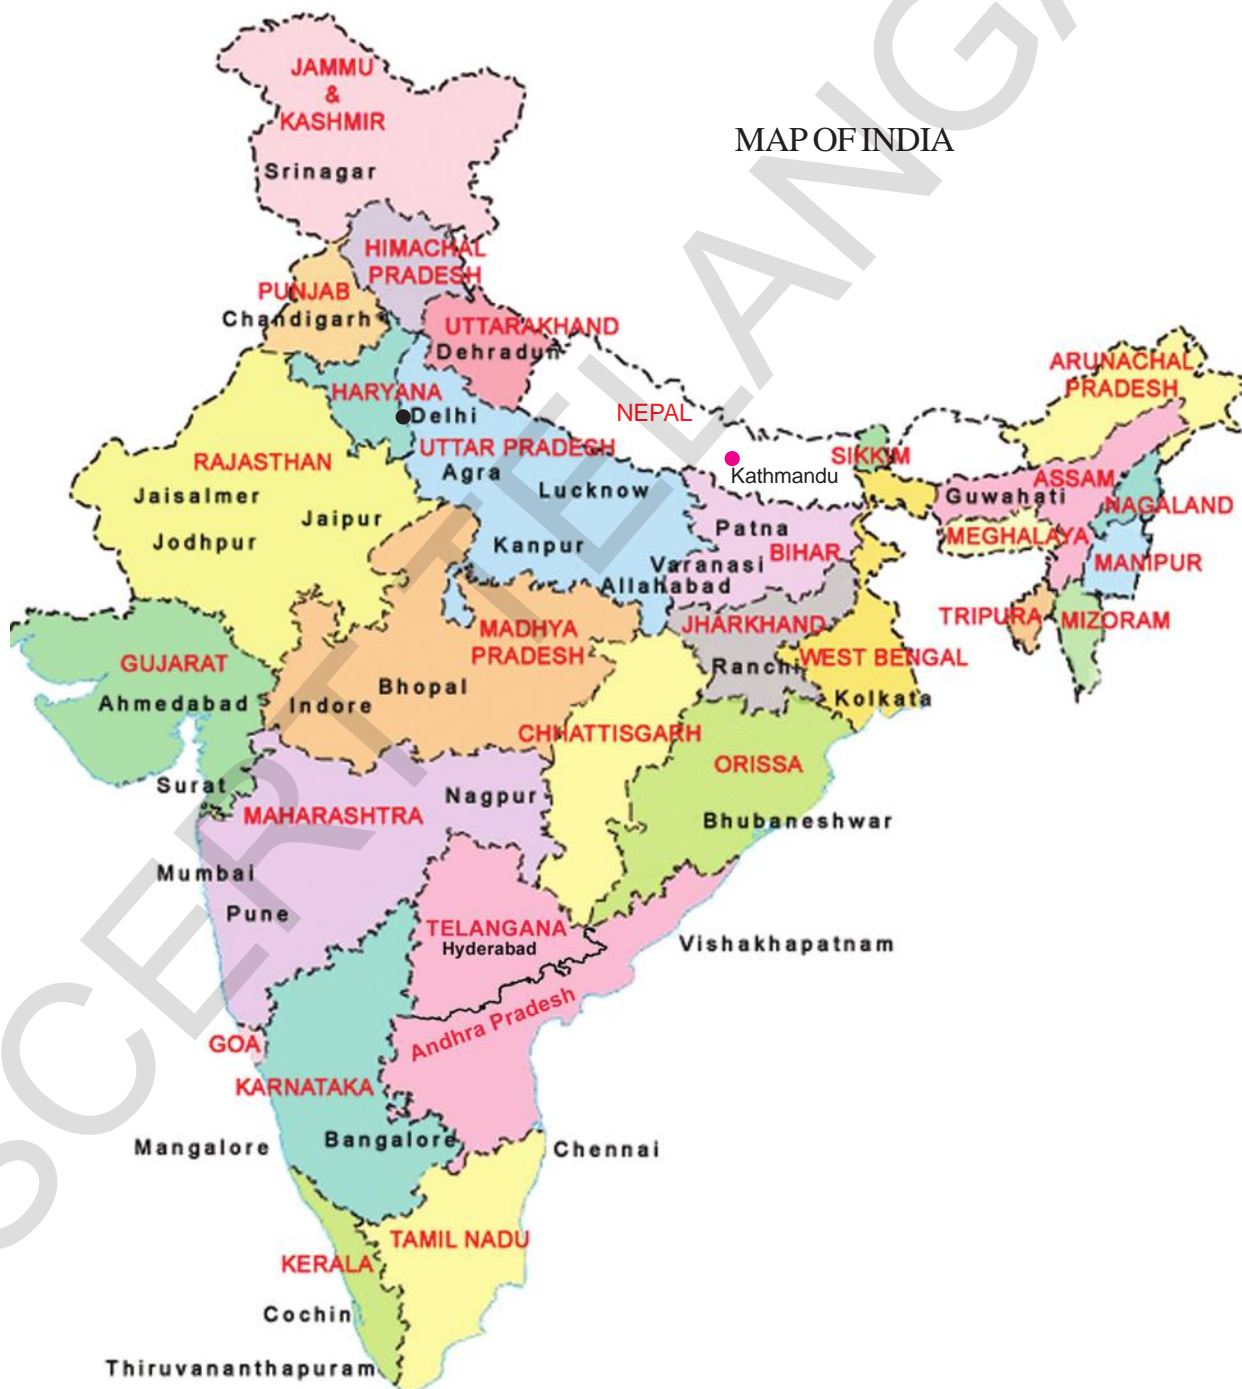 JAMMU
&
KASHMIR
MAP OF INDIA
Srinagar
HIMACHAL
PRADESH
PUNJAB
Chandigarh
UTTARAKHAND
Dehradun
ARUNACHAL
PRADESH
HARYANA
Delhi
NEPAL
UTTAR PRADESH
SIKKIM
RAJASTHAN
Agra
Kathmandu
ASSAM
Jaisalmer
Lucknow
Guwahati
NAGALAND
Jaipur
Patna
Jodhpur
Kanpur
BIHAR
MEGHALAYA
Varanasi
MANIPUR
Allahabad
TRIPURA
MIZORAM
MADHYA
PRADESH
JHARKHAND
GUJARAT
Ranchi
WEST BENGAL
Ahmedabad
Indore
Bhopal
Kolkata
CHHATTISGARH
ORISSA
Surat
Nagpur
MAHARASHTRA
Bhubaneshwar
Mumbai
Pune
TELANGANA
Hyderabad
Vishakhapatnam
Andhra Pradesh
GOA
KARNATAKA
Mangalore
Bangalore
Chennai
TAMIL NADU
KERALA
Cochin
Thiruvananthapuram
SCERT TELANGA